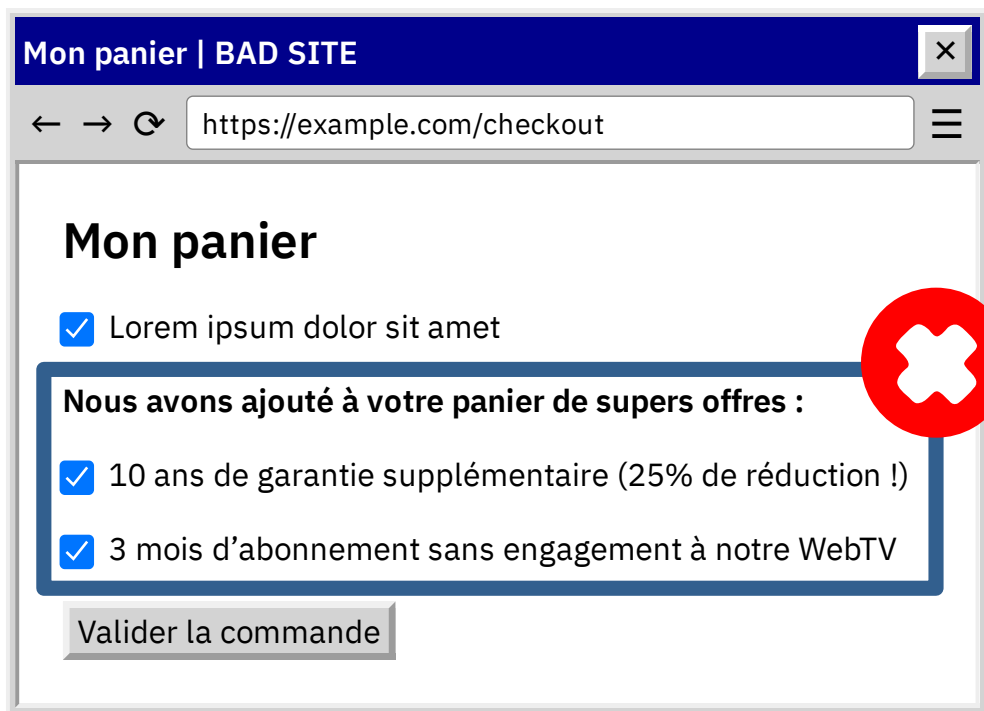 Mon panier | BAD SITE
https://example.com/checkout
Mon panier
Lorem ipsum dolor sit amet
Nous avons ajouté à votre panier de supers offres :
10 ans de garantie supplémentaire (25% de réduction !)
3 mois d’abonnement sans engagement à notre WebTV
Valider la commande